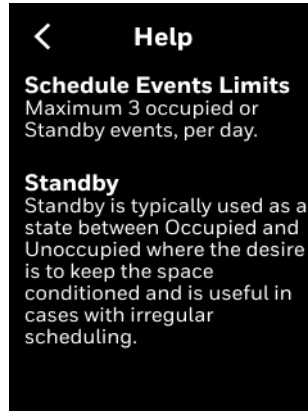 Help
Schedule Events Limits
Maximum 3 occupied or
Standby events, per day.
Standby
Standby is typically used as a
state between Occupied and
Unoccupied where the desire
is to keep the space
conditioned and is useful in
cases with irregular
scheduling.